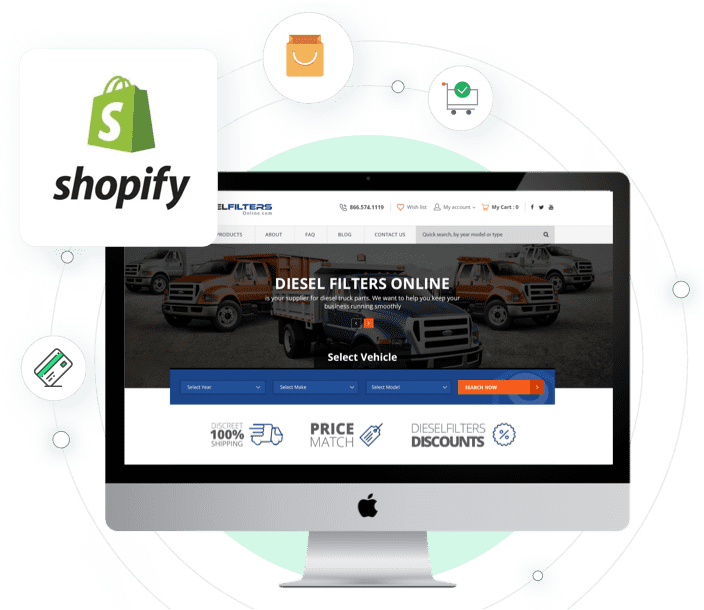 shopify
ELFILTERS
Online.com
866.574.1119
Wish list
My account
My Cart : 0
PRODUCTS
ABOUT
FAQ
BLOG
CONTACT US
Quick search, by year model or type
DIESEL FILTERS ONLINE
is your supplier for diesel truck parts. We want to help you keep your
business running smoothly
Select Vehicle
Select Year
Select Make
Select Model
SEARCH NOW
DISCREET
100%
SHIPPING
PRICE
MATCH
DIESELFILTERS
DISCOUNTS